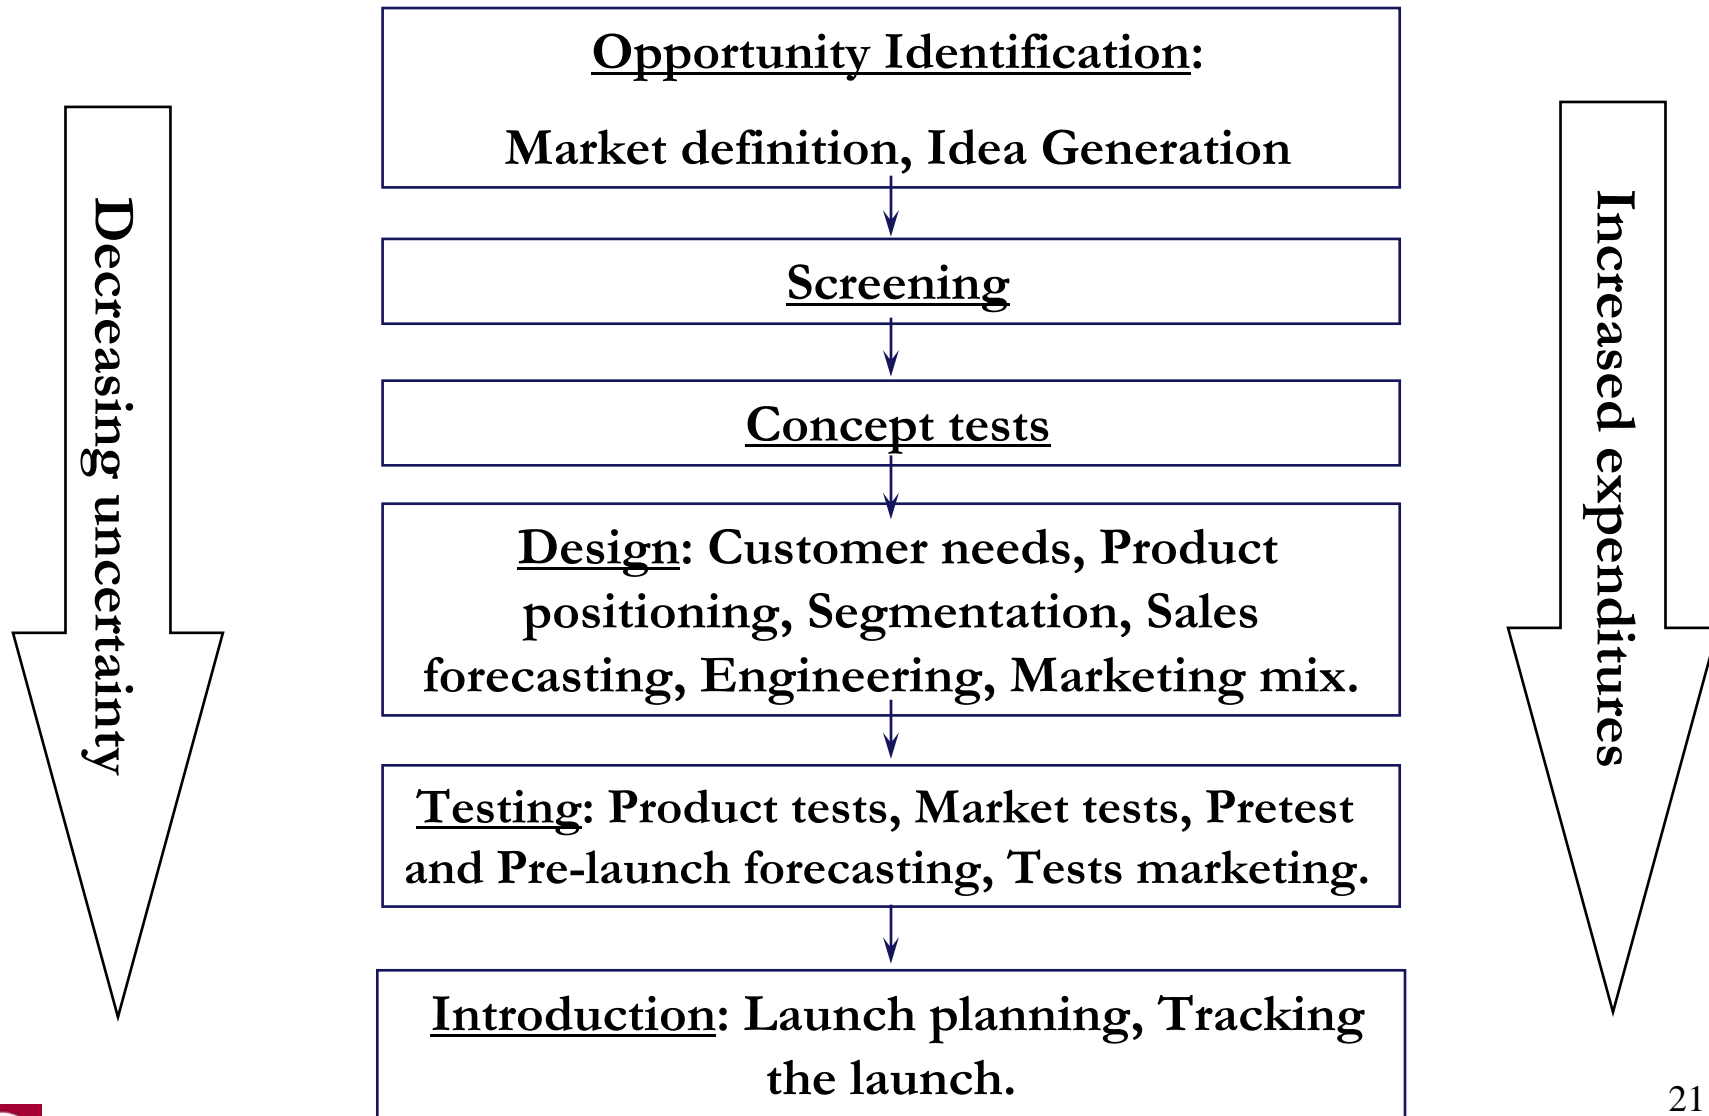 Opportunity Identification:
Market definition, Idea Generation
Screening
Concept tests
Design: Customer needs, Product
positioning, Segmentation, Sales
forecasting, Engineering, Marketing mix.
Testing: Product tests, Market tests, Pretest
and Pre-launch forecasting, Tests marketing.
Introduction: Launch planning, Tracking
the launch.
Decreasing uncertainty
Increased expenditures
21